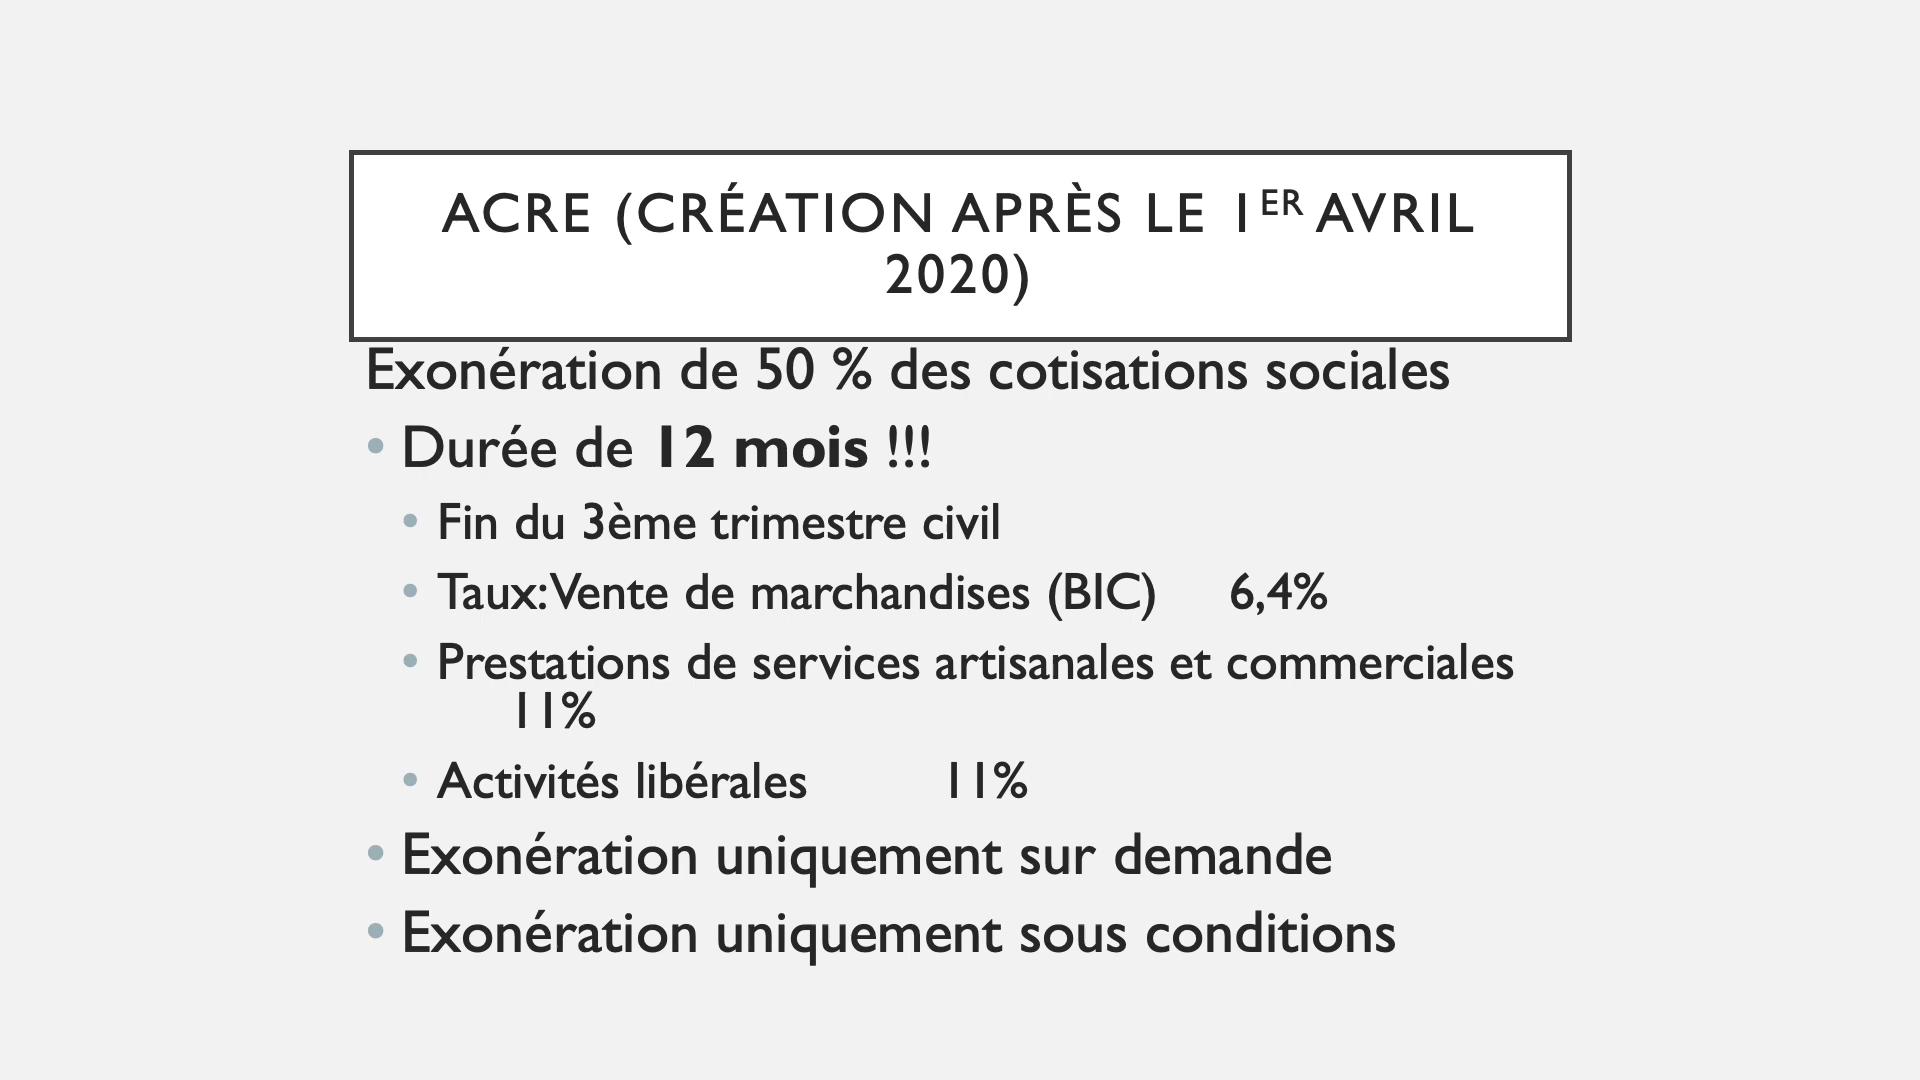 ACRE (CRÉATION APRÈS LE 1ER AVRIL
2020)
Exonération de 50 % des cotisations sociales
• Durée de 12 mois !!!
• Fin du 3ème trimestre civil
• Taux: Vente de marchandises (BIC) 6,4%
• Prestations de services artisanales et commerciales
11%
• Activités libérales 11%
• Exonération uniquement sur demande
• Exonération uniquement sous conditions